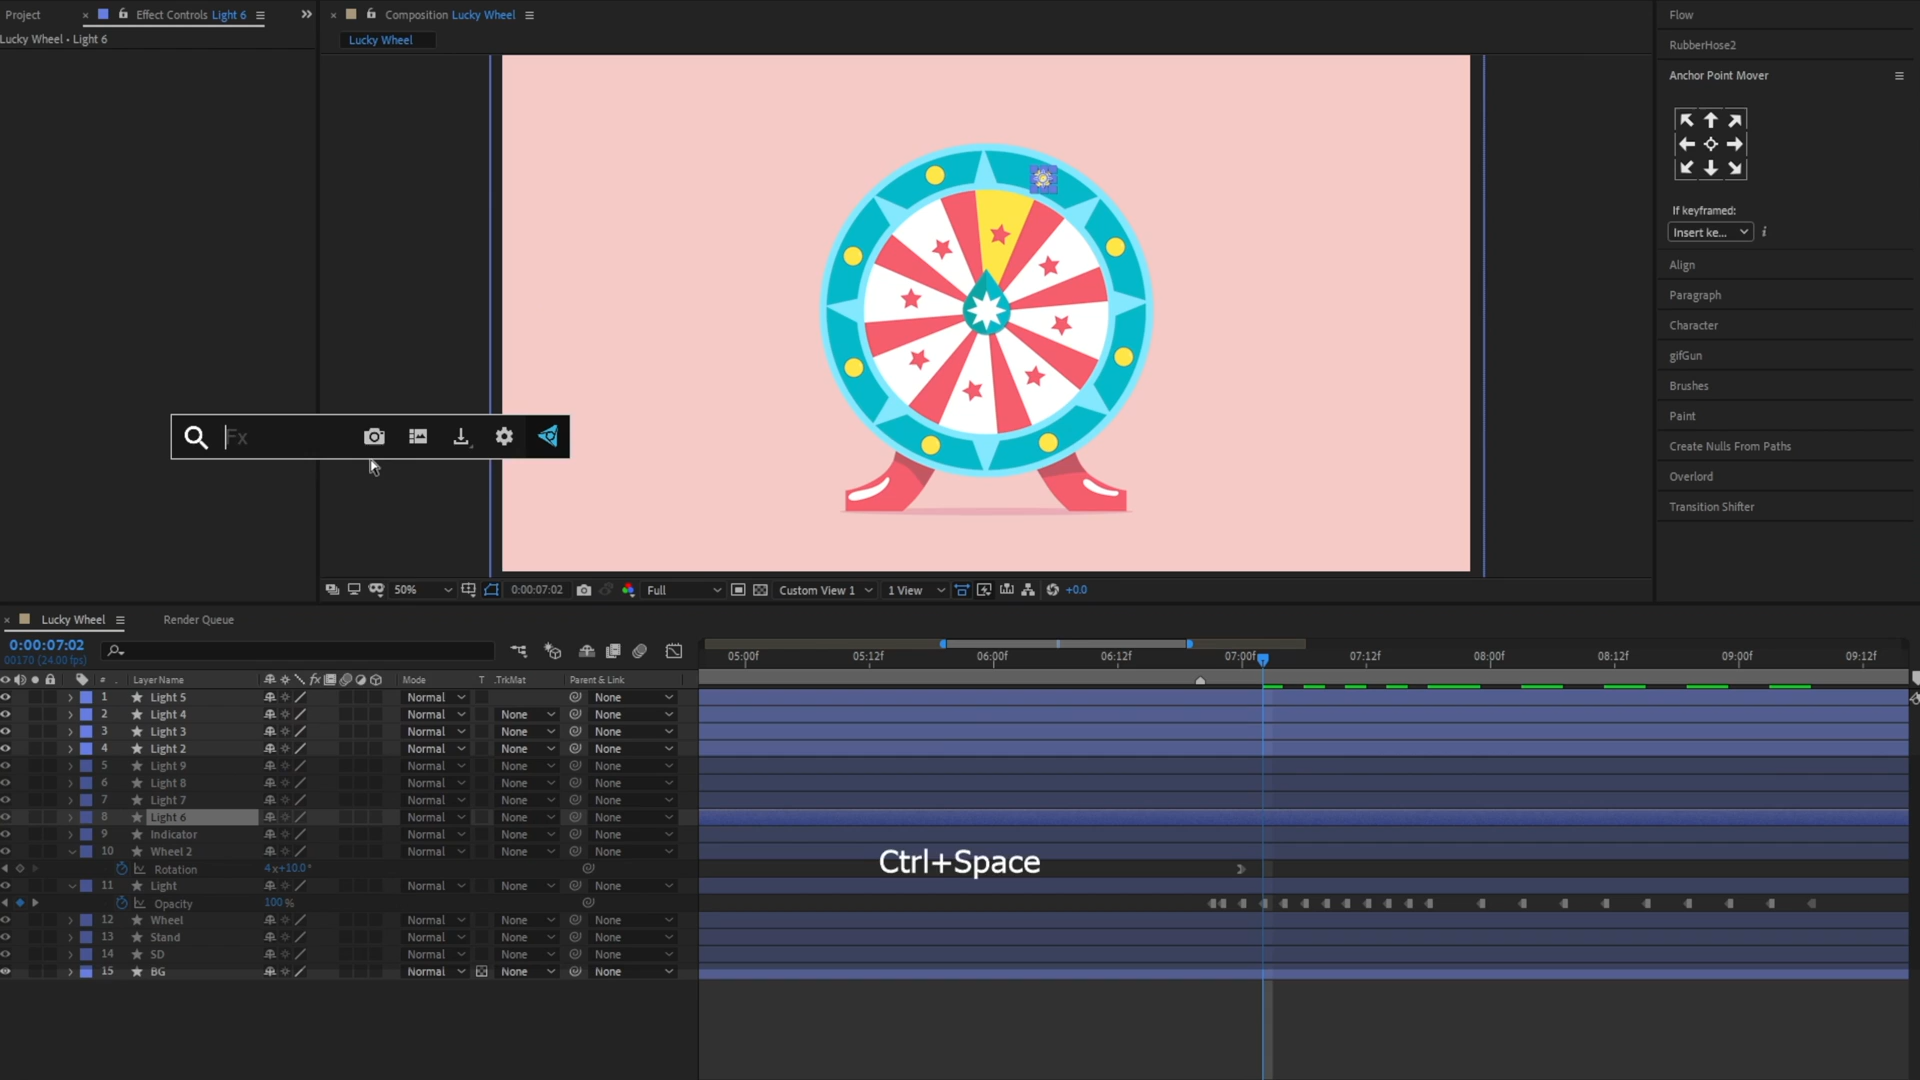 Project
Effect Controls Light 6
Composition Lucky Wheel
Flow
Lucky Wheel • Light 6
Lucky Wheel
RubberHose2
Anchor Point Mover
If keyframed:
Insert ke...
i
Align
Paragraph
Character
gifGun
Brushes
Paint
Create Nulls From Paths
Overlord
Transition Shifter
Fx
50%
0:00:07:02
Full
Custom View 1
1 View
+0.0
Lucky Wheel
Render Queue
0:00:07:02
00170 (24.00 fps)
05:00f 05:12f 06:00f 06:12f 07:00f 07:12f 08:00f 08:12f 09:00f 09:12f
# . Layer Name fx Mode T .TrkMat Parent & Link
1 Light 5 Normal None
2 Light 4 Normal None None
3 Light 3 Normal None None
4 Light 2 Normal None None
5 Light 9 Normal None None
6 Light 8 Normal None None
7 Light 7 Normal None None
8 Light 6 Normal None None
9 Indicator Normal None None
10 Wheel 2 Normal None None
Rotation 4x+10.0°
11 Light Normal None None
Opacity 100 %
12 Wheel Normal None None
13 Stand Normal None None
14 SD Normal None None
15 BG Normal None None
Ctrl+Space